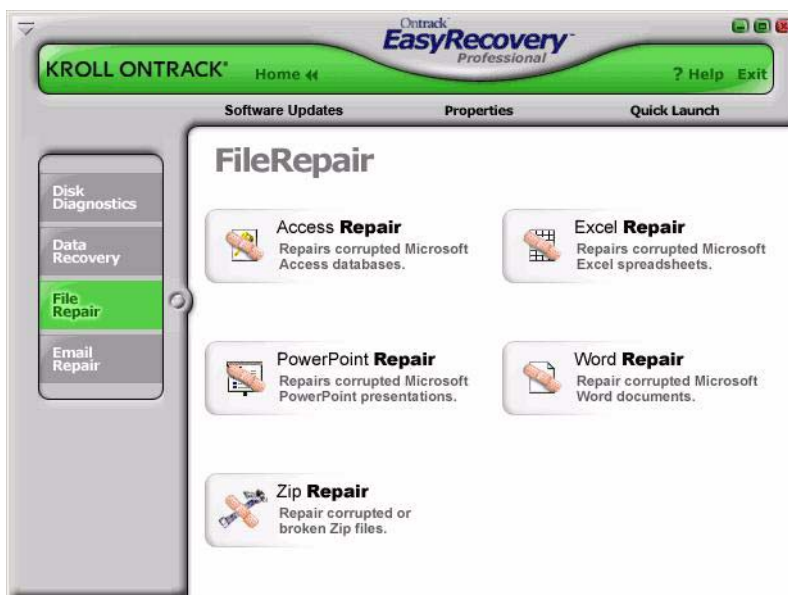 Ontrack
EasyRecovery
Professional
KROLL ONTRACK
Home
? Help Exit
Software Updates Properties Quick Launch
FileRepair
Disk
Diagnostics
Data
Recovery
File
Repair
Email
Repair
Access Repair
Repairs corrupted Microsoft
Access databases.
Excel Repair
Repairs corrupted Microsoft
Excel spreadsheets.
PowerPoint Repair
Repairs corrupted Microsoft
PowerPoint presentations.
Word Repair
Repair corrupted Microsoft
Word documents.
Zip Repair
Repair corrupted or
broken Zip files.